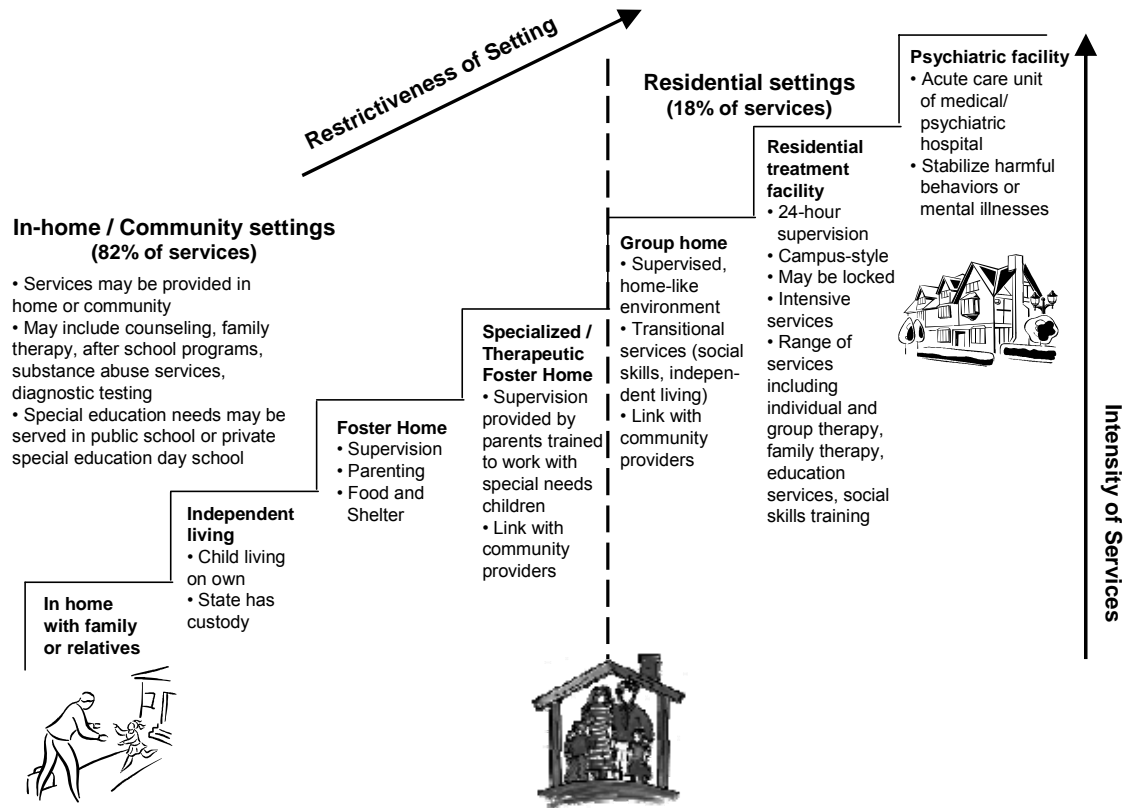 Restrictiveness of Setting
Residential settings
(18% of services)
Psychiatric facility
• Acute care unit
of medical/
psychiatric
hospital
• Stabilize harmful
behaviors or
mental illnesses
Residential
treatment
facility
• 24-hour
supervision
• Campus-style
• May be locked
• Intensive
services
• Range of
services
including
individual and
group therapy,
family therapy,
education
services, social
skills training
In-home / Community settings
(82% of services)
• Services may be provided in
home or community
• May include counseling, family
therapy, after school programs,
substance abuse services,
diagnostic testing
• Special education needs may be
served in public school or private
special education day school
Group home
• Supervised,
home-like
environment
• Transitional
services (social
skills, indepen-
dent living)
• Link with
community
providers
Specialized /
Therapeutic
Foster Home
• Supervision
provided by
parents trained
to work with
special needs
children
• Link with
community
providers
Foster Home
• Supervision
• Parenting
• Food and
Shelter
Independent
living
• Child living
on own
• State has
custody
In home
with family
or relatives
Intensity of Services